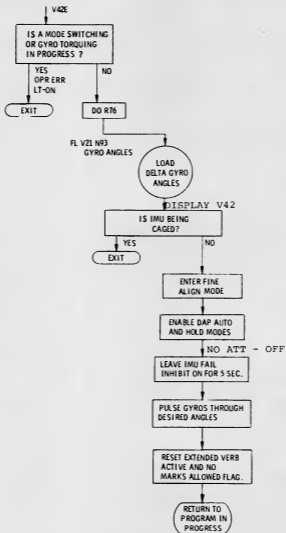 V42E
IS A MODE SWITCHING
OR GYRO TORQUING
IN PROGRESS ?
YES
OPR ERR
LT-ON
NO
EXIT
DO R76
FL V21 N93
GYRO ANGLES
LOAD
DELTA GYRO
ANGLES
DISPLAY V42
IS IMU BEING
CAGED?
YES
NO
EXIT
ENTER FINE
ALIGN MODE
ENABLE DAP AUTO
AND HOLD MODES
NO ATT - OFF
LEAVE IMU FAIL
INHIBIT ON FOR 5 SEC.
PULSE GYROS THROUGH
DESIRED ANGLES
RESET EXTENDED VERB
ACTIVE AND NO
MARKS ALLOWED FLAG.
RETURN TO
PROGRAM IN
PROGRESS